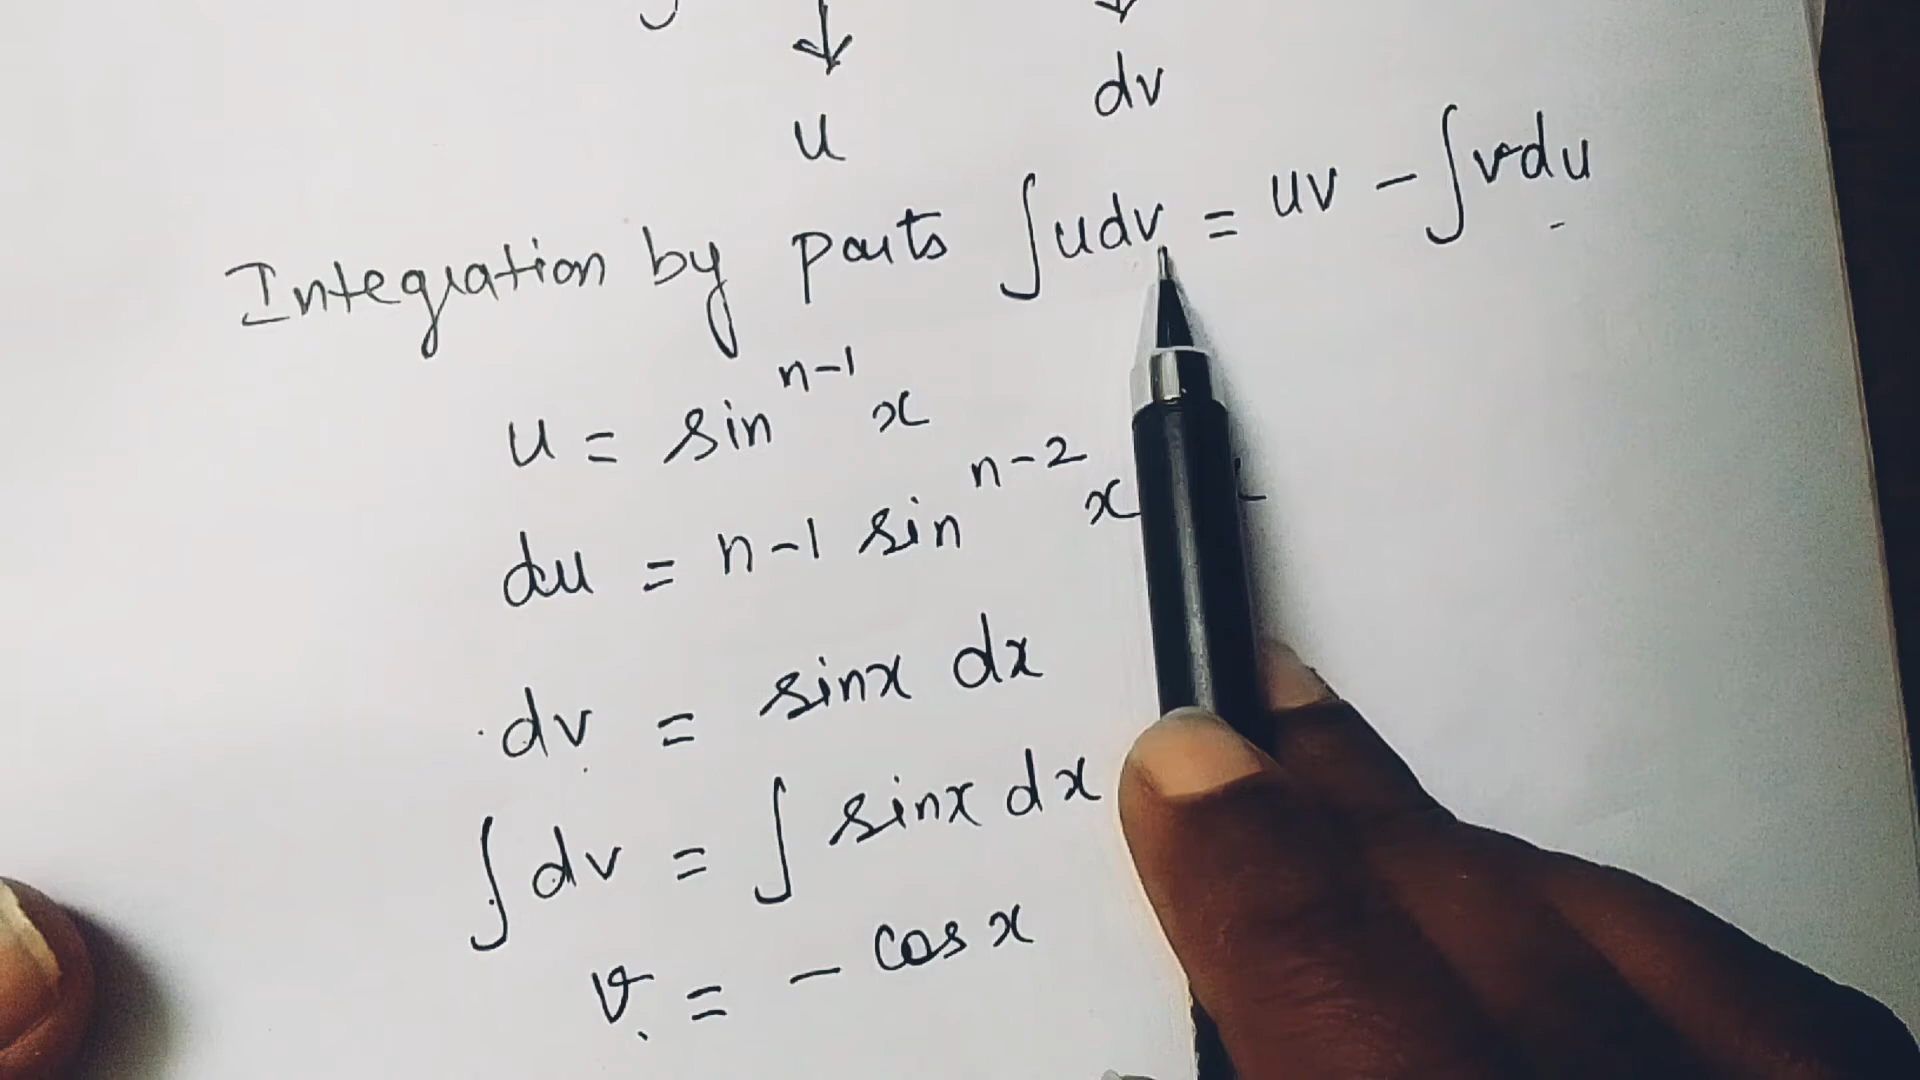 u dv
Integration by parts ∫udv = uv - ∫vdu
u = sin^{n-1} x
du = n-1 sin^{n-2} x
dv = sinx dx
∫dv = ∫ sinx dx
v = - cos x